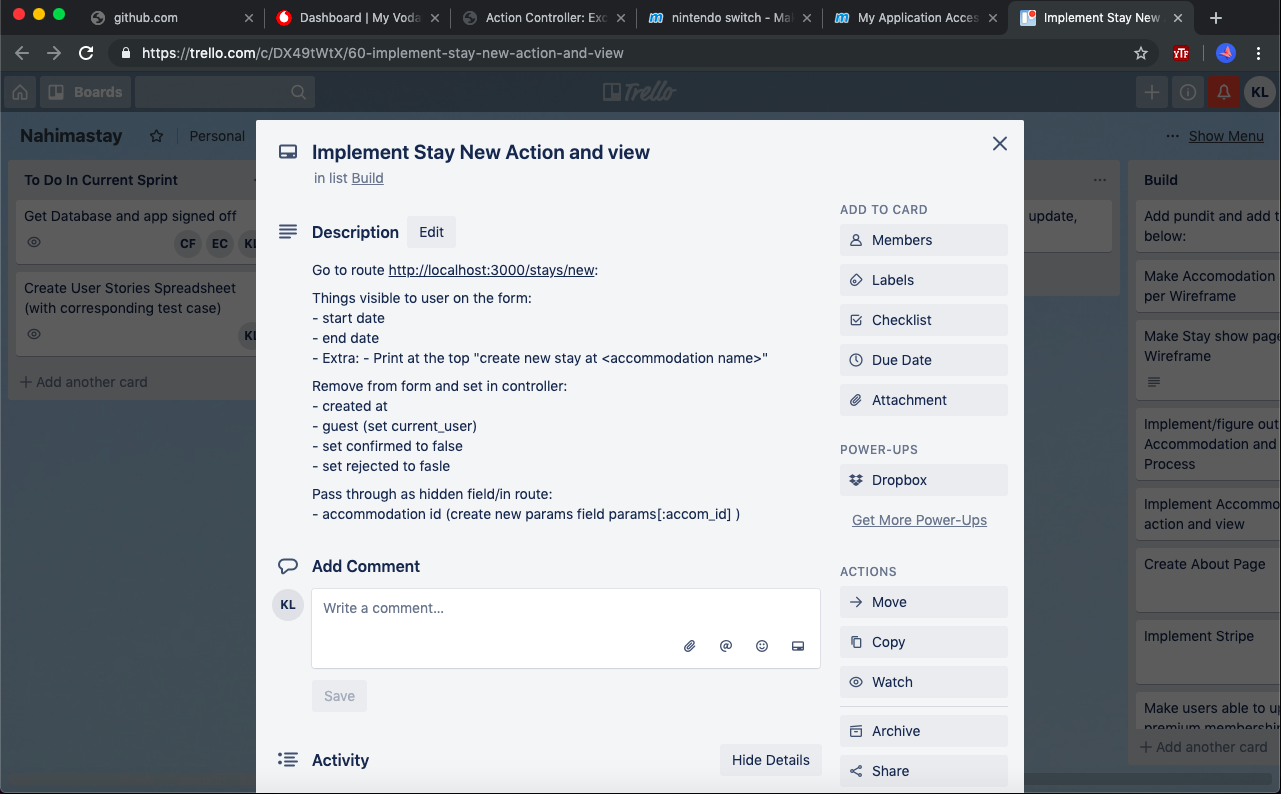 github.com
Dashboard | My Voda
Action Controller: Exc
nintendo switch - Mai
My Application Acces
Implement Stay New
https://trello.com/c/DX49tWtX/60-implement-stay-new-action-and-view
YTF
Boards
Trello
KL
Nahimastay
Personal
Show Menu
To Do In Current Sprint
Get Database and app signed off
CF EC KL
Create User Stories Spreadsheet
(with corresponding test case)
KL
+ Add another card
Implement Stay New Action and view
in list Build
Description
Edit
Go to route http://localhost:3000/stays/new:
Things visible to user on the form:
- start date
- end date
- Extra: - Print at the top "create new stay at <accommodation name>"
Remove from form and set in controller:
- created at
- guest (set current_user)
- set confirmed to false
- set rejected to fasle
Pass through as hidden field/in route:
- accommodation id (create new params field params[:accom_id] )
Add Comment
KL
Write a comment…
Save
Activity
Hide Details
ADD TO CARD
Members
Labels
Checklist
Due Date
Attachment
POWER-UPS
Dropbox
Get More Power-Ups
ACTIONS
Move
Copy
Watch
Archive
Share
update,
Build
Add pundit and add t
below:
Make Accomodation
per Wireframe
Make Stay show page
Wireframe
Implement/figure out
Accommodation and
Process
Implement Accommo
action and view
Create About Page
Implement Stripe
Make users able to up
premium membership
+ Add another card